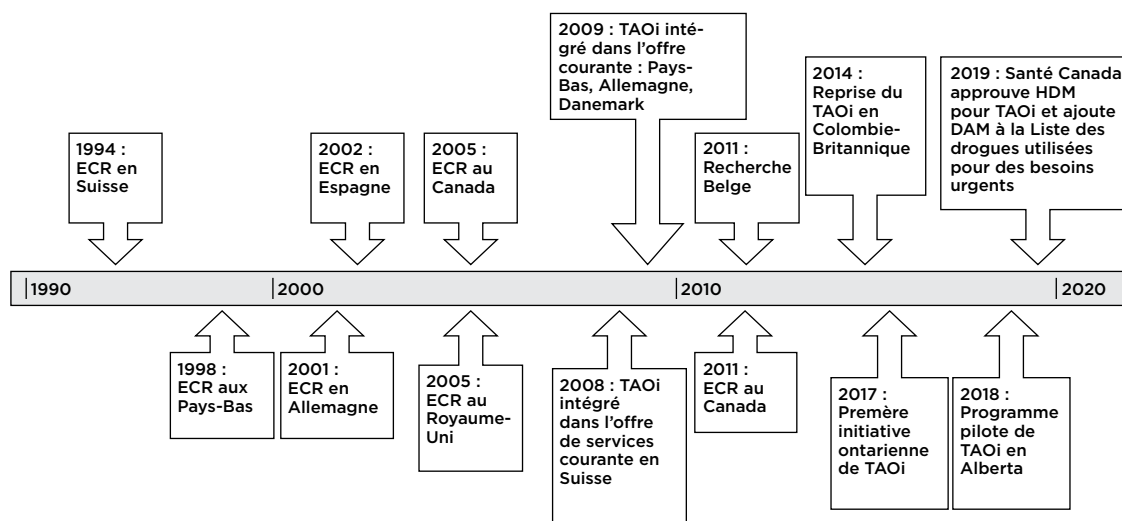 2009 : TAOi inté-
gré dans l'offre
courante : Pays-
Bas, Allemagne,
Danemark
2014 :
Reprise du
TAOi en
Colombie-
Britannique
2019 : Santé Canada
approuve HDM
pour TAOi et ajoute
DAM à la Liste des
drogues utilisées
pour des besoins
urgents
1994 :
ECR en
Suisse
2002 :
ECR en
Espagne
2005 :
ECR au
Canada
2011 :
Recherche
Belge
1990
2000
2010
2020
1998 :
ECR aux
Pays-Bas
2001 :
ECR en
Allemagne
2005 :
ECR au
Royaume-
Uni
2008 : TAOi
intégré
dans l'offre
de services
courante en
Suisse
2011 :
ECR au
Canada
2017 :
Premère
initiative
ontarienne
de TAOi
2018 :
Programme
pilote de
TAOi en
Alberta